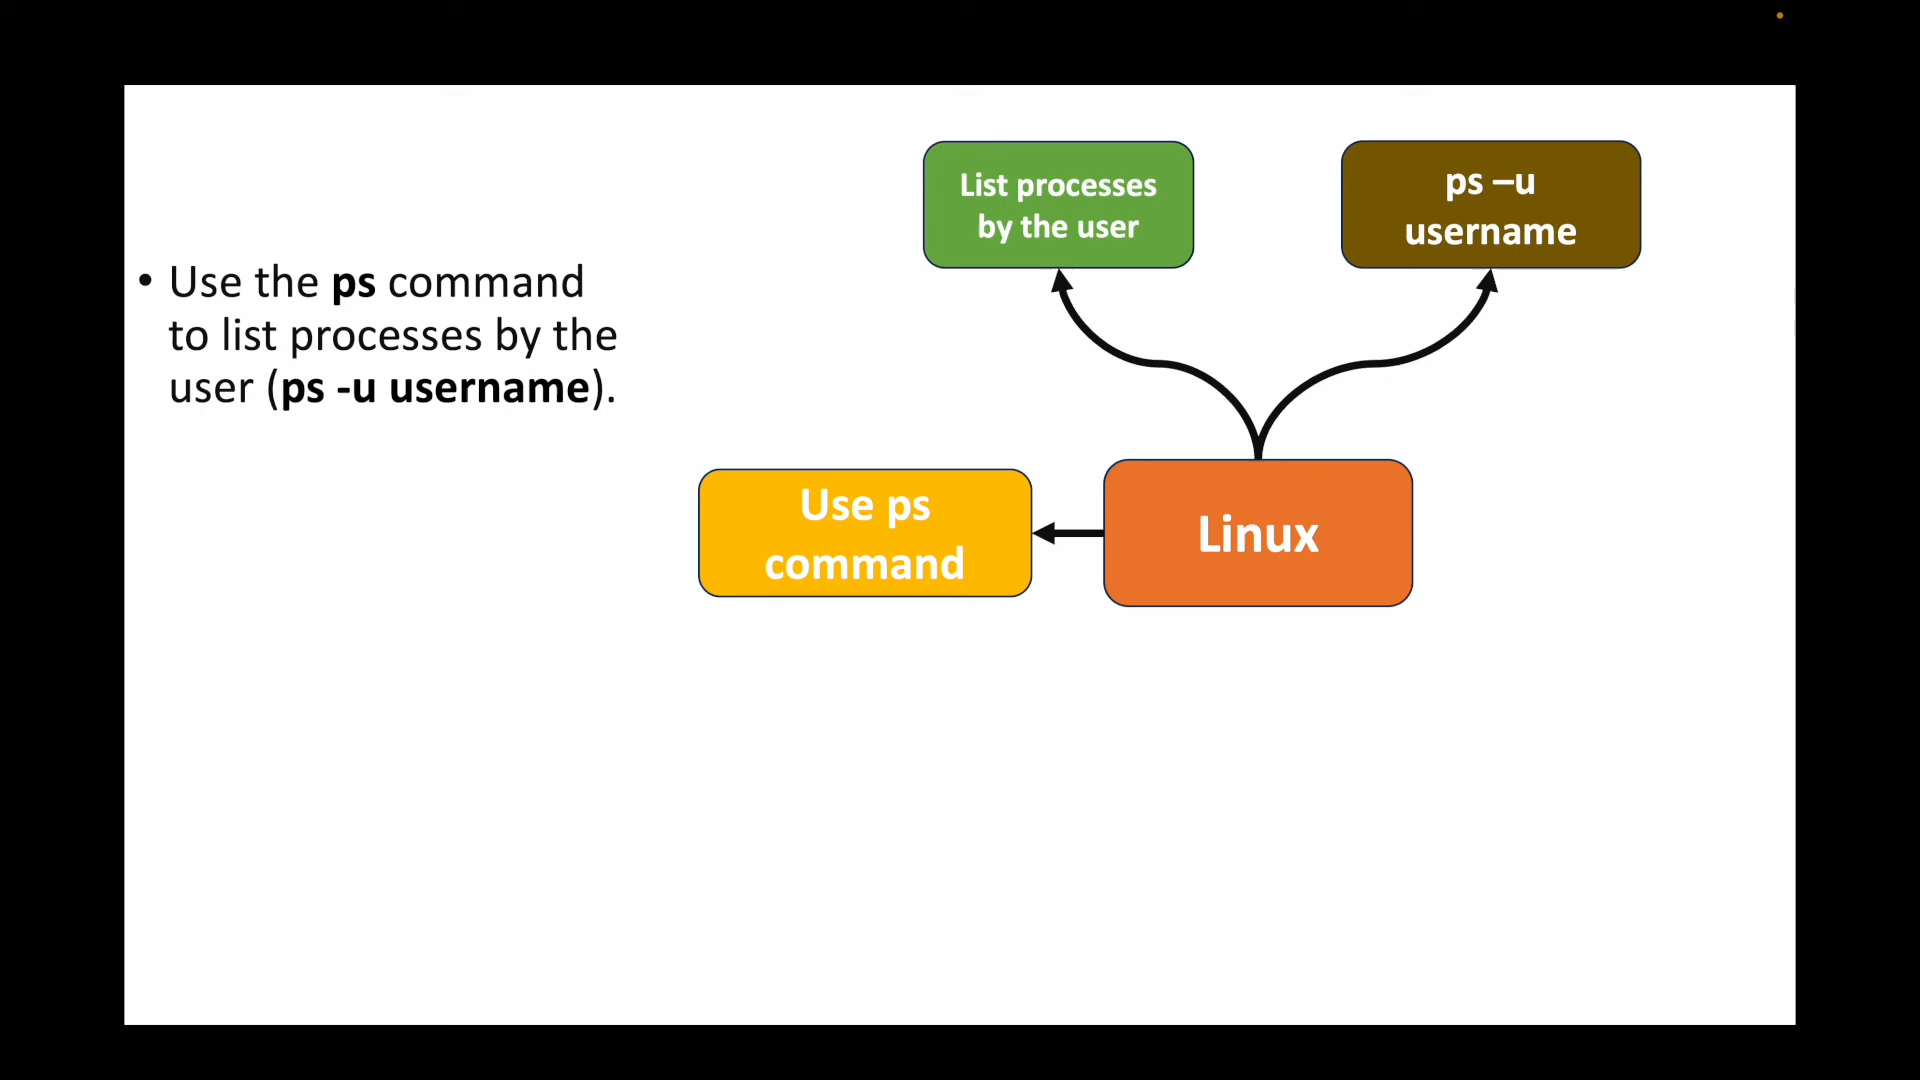 • Use the ps command
to list processes by the
user (ps -u username).
List processes
by the user
ps –u
username
Use ps
command
Linux